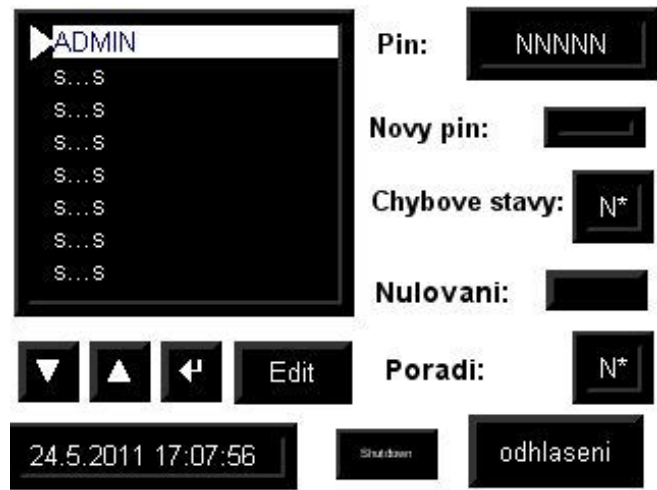 ADMIN
s...s
s...s
s...s
s...s
s...s
s...s
s...s
Pin: NNNNN
Novy pin:
Chybove stavy: N*
Nulovani:
Poradi: N*
Edit
24.5.2011 17:07:56
Shutdown
odhlaseni